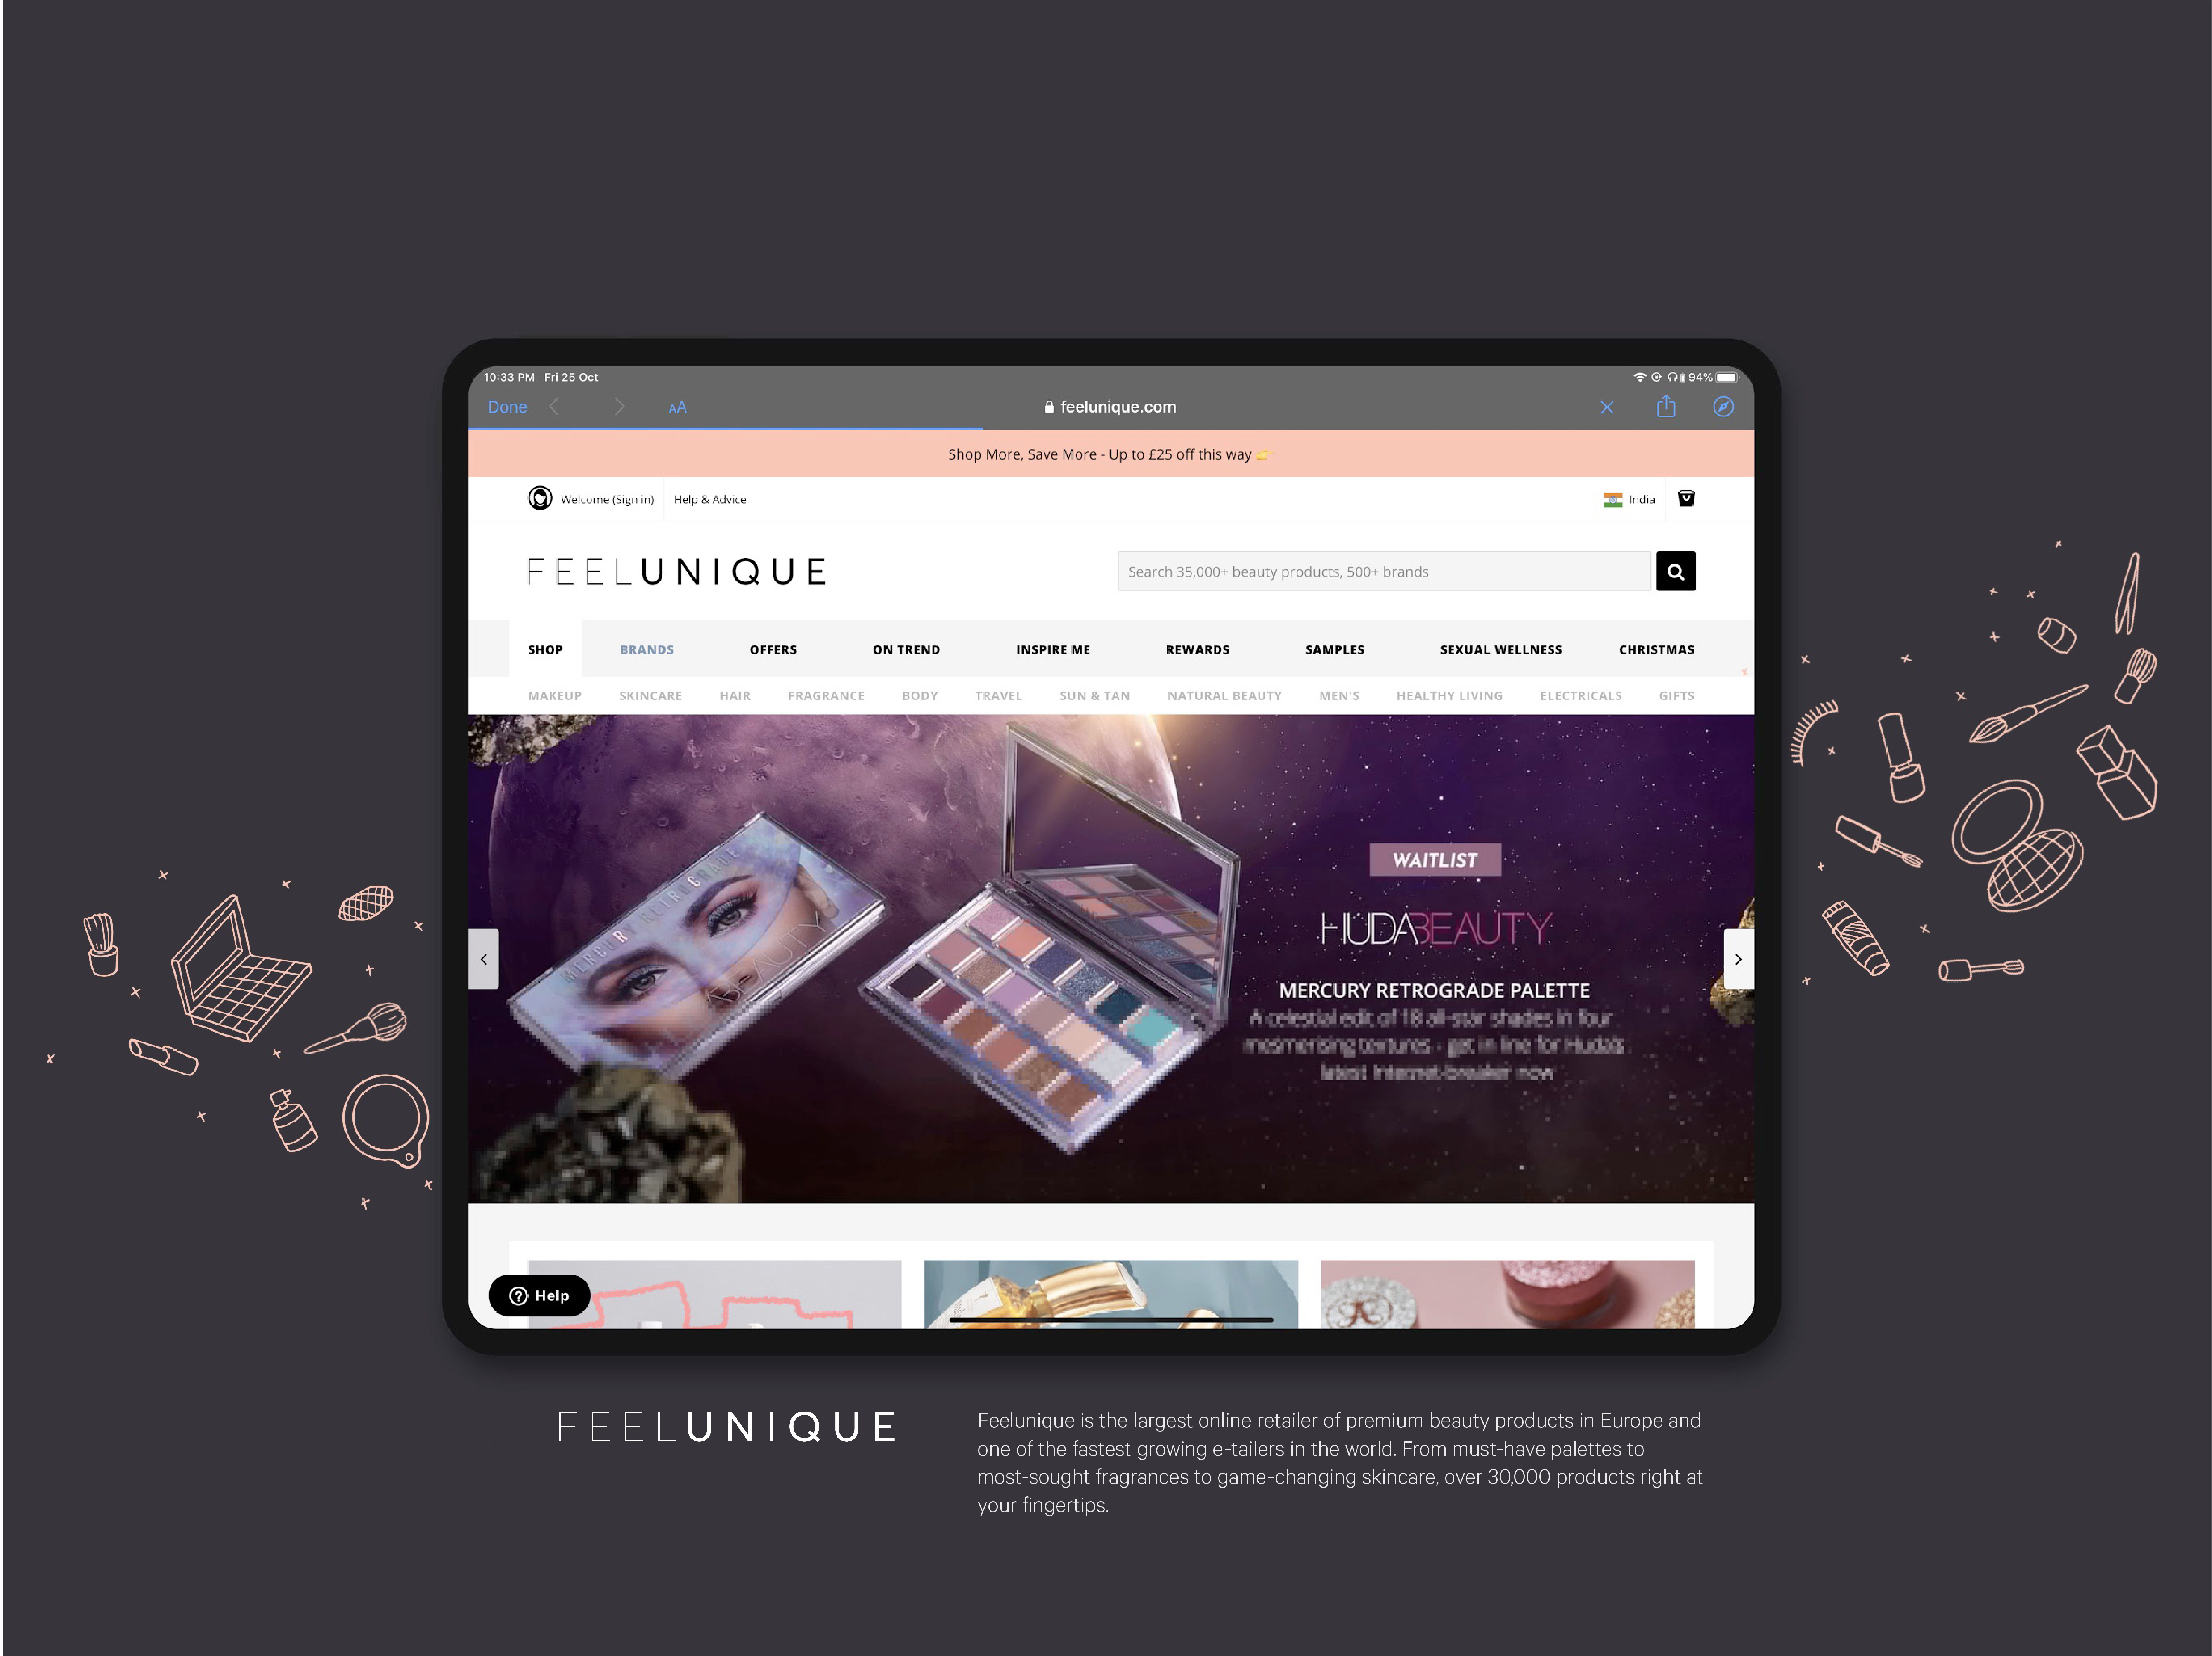 10:33 PM Fri 25 Oct
94%
Done
AA
feelunique.com
Shop More, Save More - Up to £25 off this way 👉
Welcome (Sign in)
Help & Advice
India
FEELUNIQUE
Search 35,000+ beauty products, 500+ brands
SHOP BRANDS OFFERS ON TREND INSPIRE ME REWARDS SAMPLES SEXUAL WELLNESS CHRISTMAS
MAKEUP SKINCARE HAIR FRAGRANCE BODY TRAVEL SUN & TAN NATURAL BEAUTY MEN'S HEALTHY LIVING ELECTRICALS GIFTS
MERCURY RETROGRADE
BEAUTY
WAITLIST
HUDABEAUTY
MERCURY RETROGRADE PALETTE
A celestial edit of 18 all-star shades in four
mesmerising textures - get in line for Huda's
latest Internet-breaker now
Help
FEELUNIQUE
Feelunique is the largest online retailer of premium beauty products in Europe and
one of the fastest growing e-tailers in the world. From must-have palettes to
most-sought fragrances to game-changing skincare, over 30,000 products right at
your fingertips.